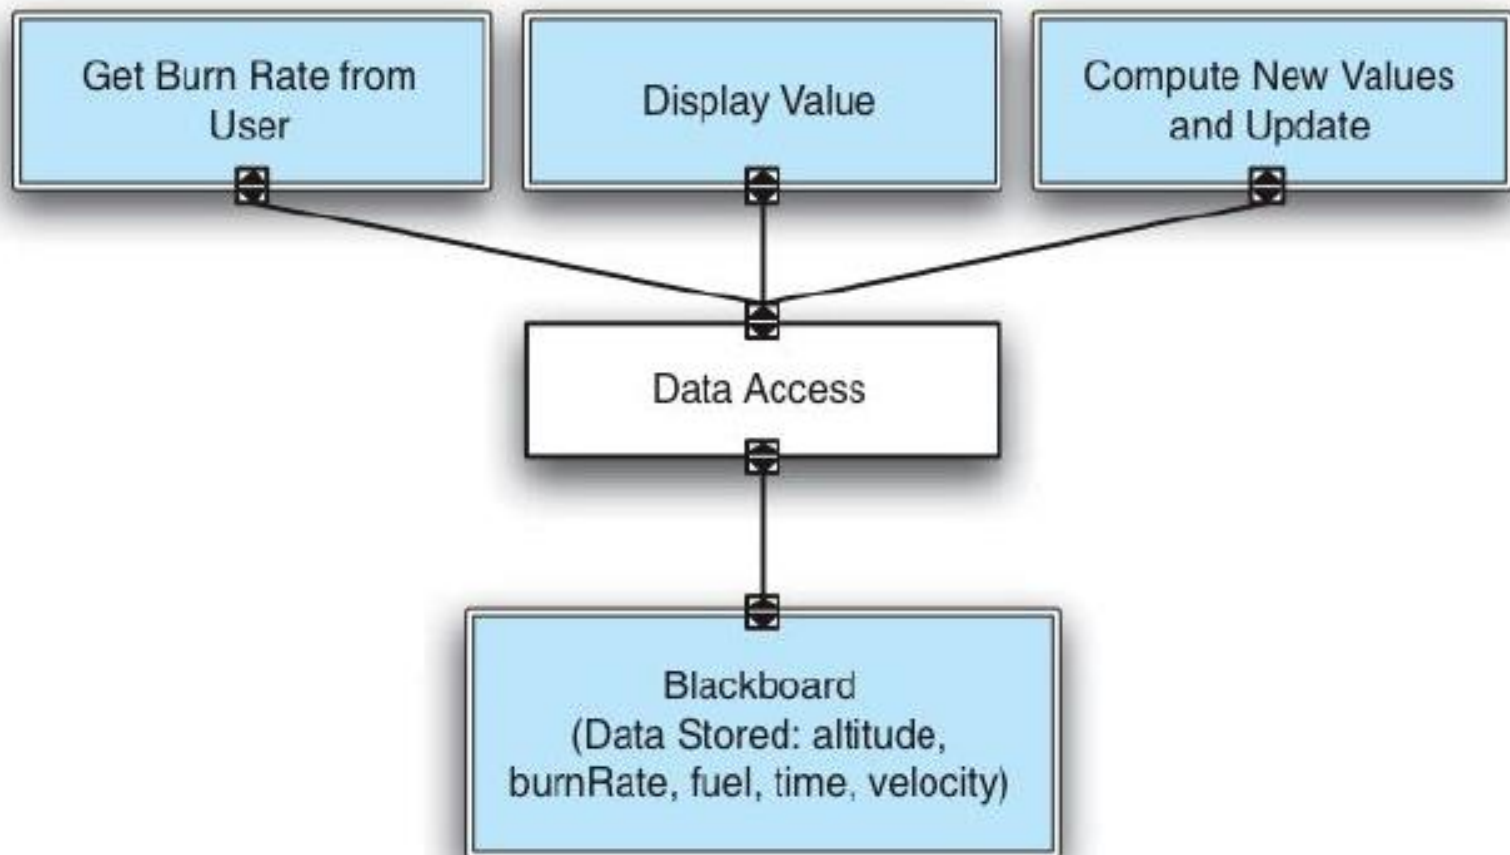 Get Burn Rate from
User
Display Value
Compute New Values
and Update
Data Access
Blackboard
(Data Stored: altitude,
burnRate, fuel, time, velocity)